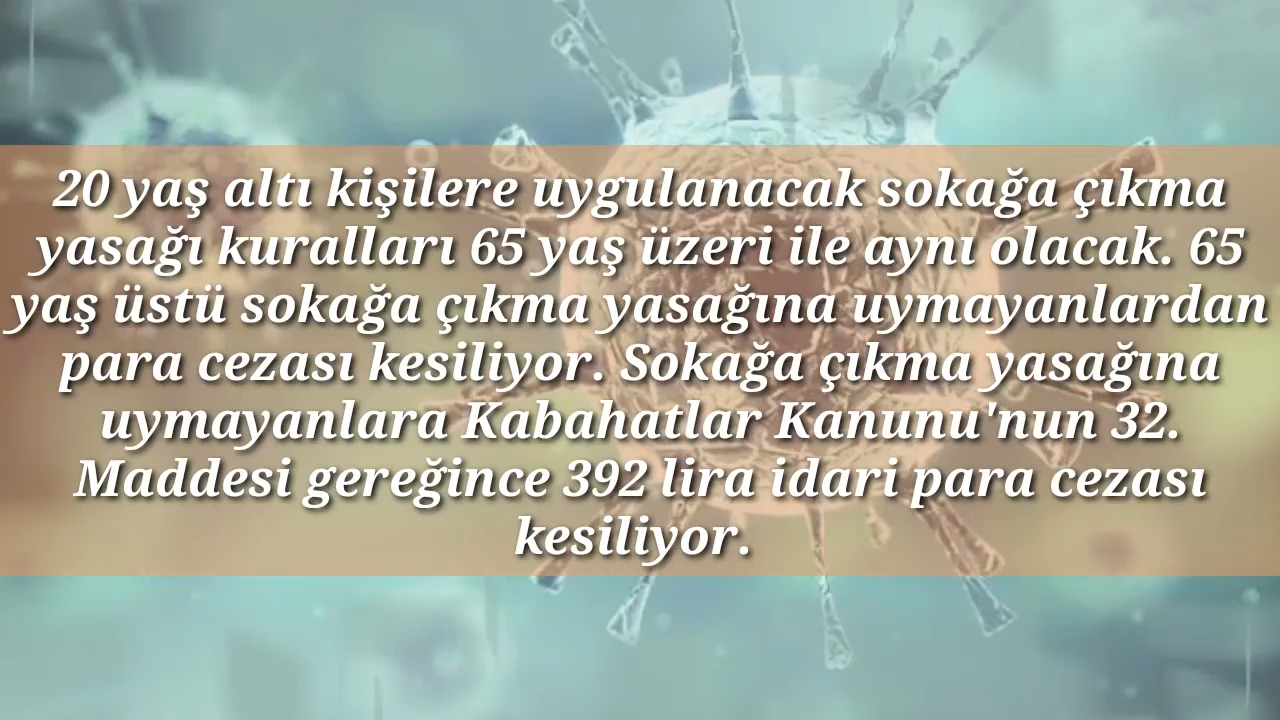 20 yaş altı kişilere uygulanacak sokağa çıkma
yasağı kuralları 65 yaş üzeri ile aynı olacak. 65
yaş üstü sokağa çıkma yasağına uymayanlardan
para cezası kesiliyor. Sokağa çıkma yasağına
uymayanlara Kabahatlar Kanunu'nun 32.
Maddesi gereğince 392 lira idari para cezası
kesiliyor.